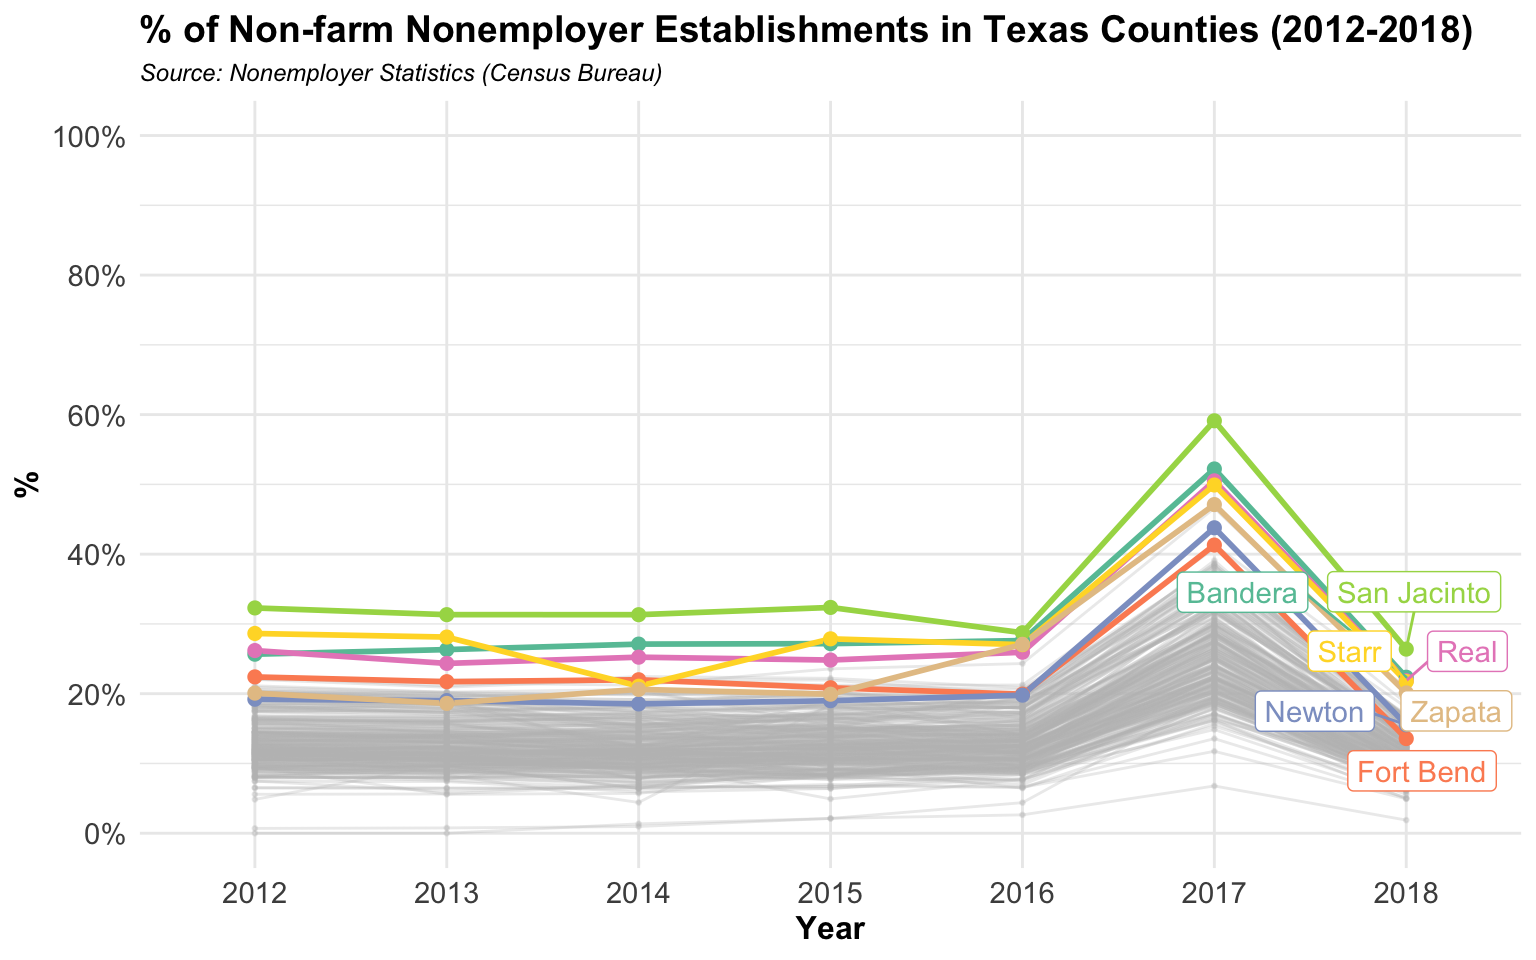 % of Non-farm Nonemployer Establishments in Texas Counties (2012-2018)
Source: Nonemployer Statistics (Census Bureau)
100%
80%
60%
%
40%
Bandera
San Jacinto
Starr
Real
20%
Newton
Zapata
Fort Bend
0%
2012 2013 2014 2015 2016 2017 2018
Year